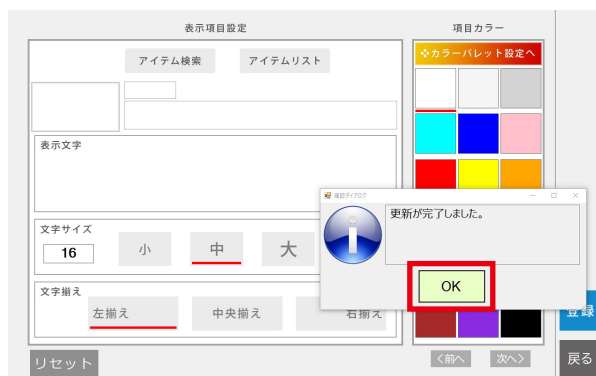 表示項目設定
項目カラー
アイテム検索
アイテムリスト
❖カラーパレット設定へ
表示文字
確認ダイアログ
更新が完了しました。
OK
文字サイズ
16
小
中
大
文字揃え
左揃え
中央揃え
右揃え
登録
リセット
＜前へ
次へ＞
戻る